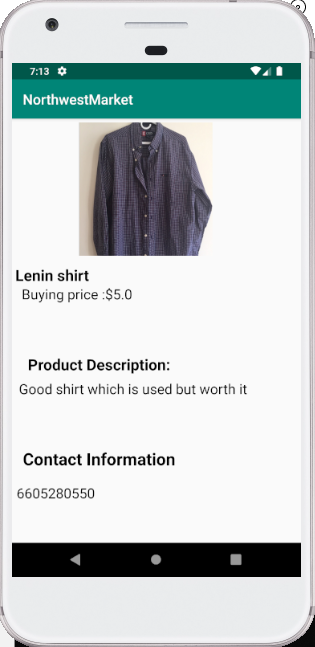 7:13
NorthwestMarket
Lenin shirt
Buying price :$5.0
Product Description:
Good shirt which is used but worth it
Contact Information
6605280550